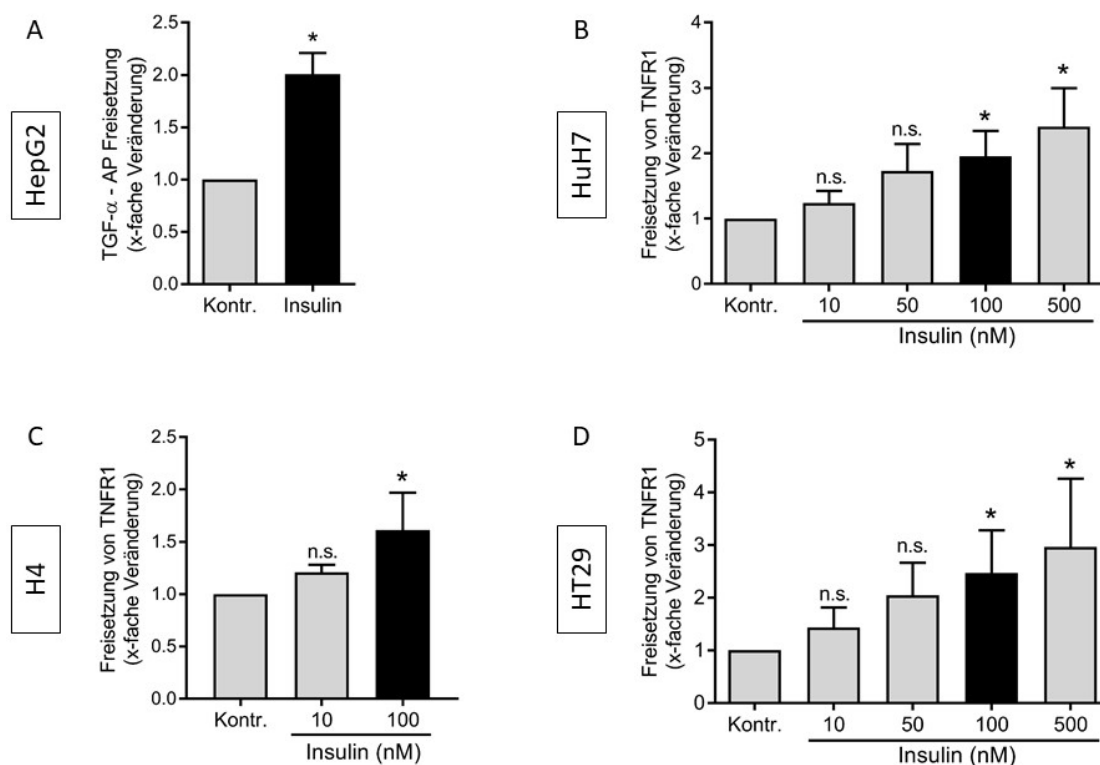 A
HepG2
TGF-α - AP Freisetzung
(x-fache Veränderung)
2.5
2.0
1.5
1.0
0.5
0.0
*
Kontr. Insulin
B
HuH7
Freisetzung von TNFR1
(x-fache Veränderung)
4
3
2
1
0
n.s. n.s. * *
Kontr. 10 50 100 500
Insulin (nM)
C
H4
Freisetzung von TNFR1
(x-fache Veränderung)
2.5
2.0
1.5
1.0
0.5
0.0
n.s. *
Kontr. 10 100
Insulin (nM)
D
HT29
Freisetzung von TNFR1
(x-fache Veränderung)
5
4
3
2
1
0
n.s. n.s. * *
Kontr. 10 50 100 500
Insulin (nM)